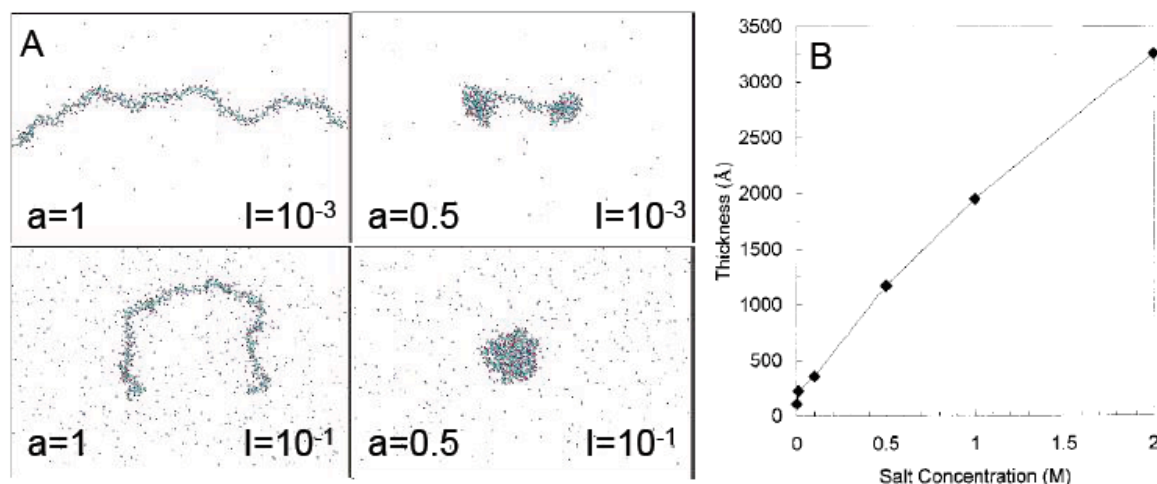 A
a=1 I=10⁻³
a=0.5 I=10⁻³
a=1 I=10⁻¹
a=0.5 I=10⁻¹
B
3500
3000
2500
2000
1500
1000
500
0
Thickness (Å)
0 0.5 1 1.5 2
Salt Concentration (M)